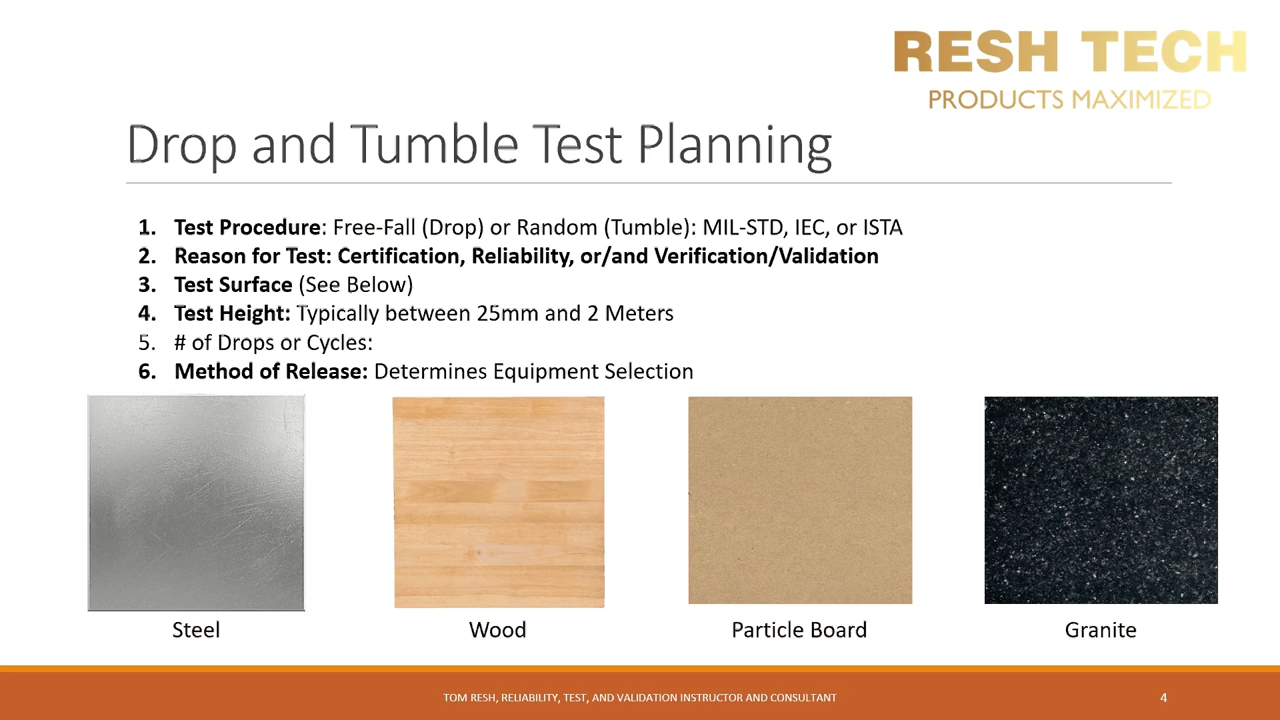 RESH TECH
PRODUCTS MAXIMIZED
Drop and Tumble Test Planning
1. Test Procedure: Free-Fall (Drop) or Random (Tumble): MIL-STD, IEC, or ISTA
2. Reason for Test: Certification, Reliability, or/and Verification/Validation
3. Test Surface (See Below)
4. Test Height: Typically between 25mm and 2 Meters
5. # of Drops or Cycles:
6. Method of Release: Determines Equipment Selection
Steel
Wood
Particle Board
Granite
TOM RESH, RELIABILITY, TEST, AND VALIDATION INSTRUCTOR AND CONSULTANT
4